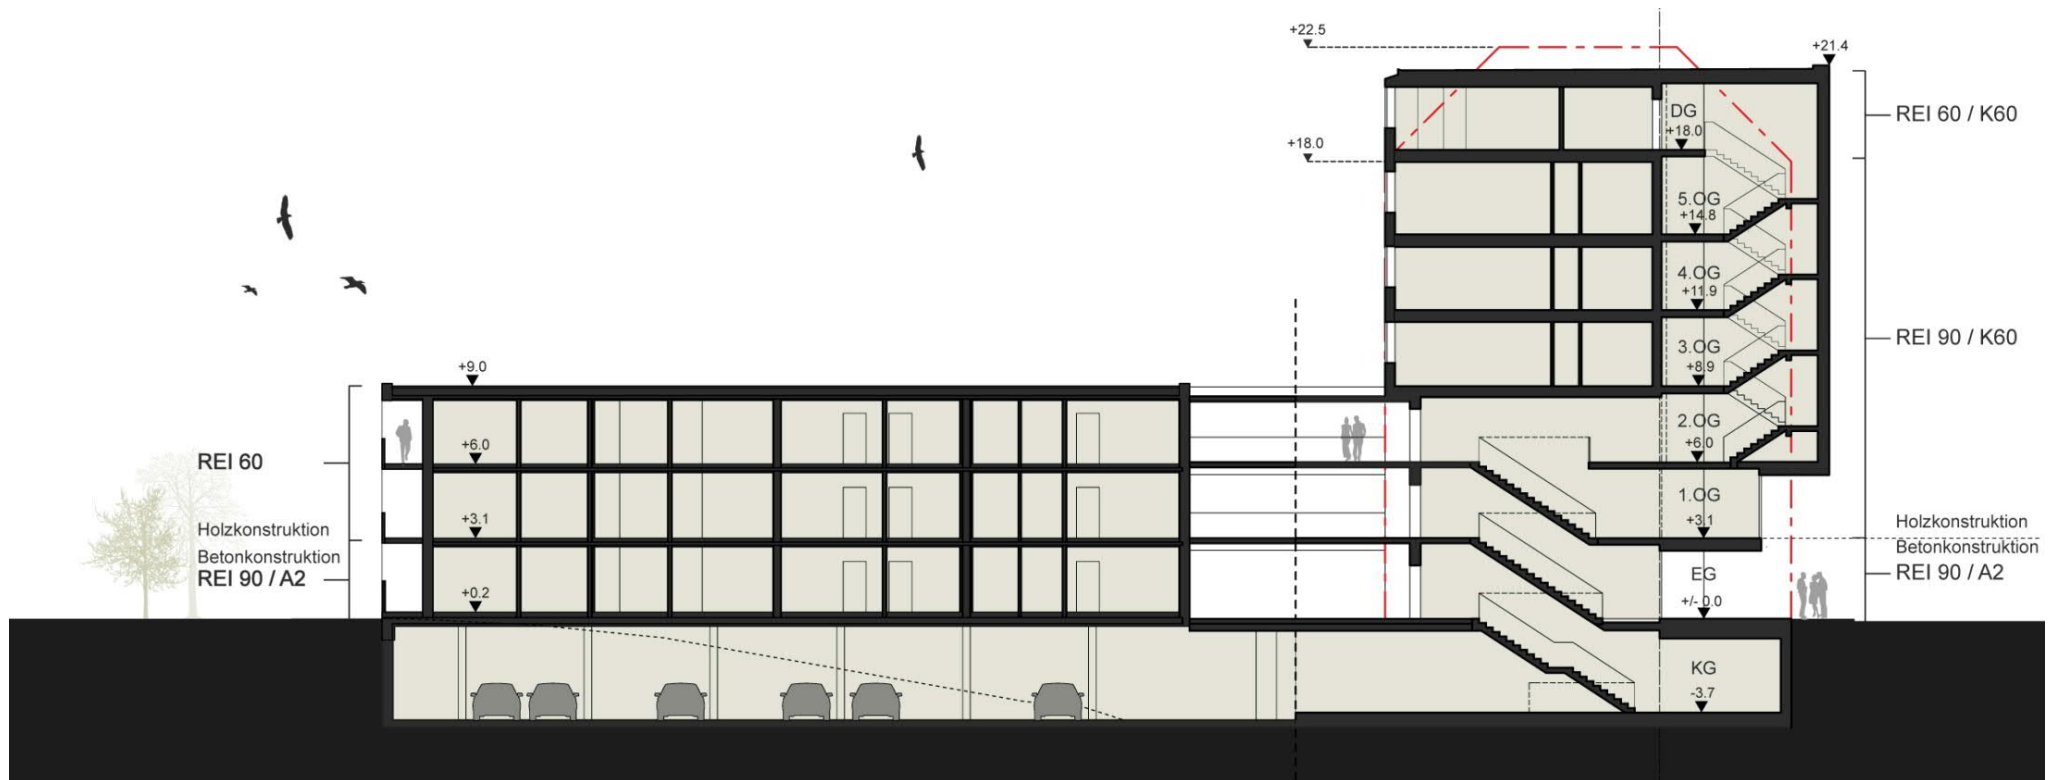 +22.5
+21.4
REI 60 / K60
DG
+18.0
+18.0
5.OG
+14.8
4.OG
+11.9
REI 90 / K60
3.OG
+8.9
+9.0
2.OG
+6.0
+6.0
REI 60
1.OG
+3.1
+3.1
Holzkonstruktion
Betonkonstruktion
REI 90 / A2
Holzkonstruktion
Betonkonstruktion
REI 90 / A2
EG
+/- 0.0
+0.2
KG
-3.7